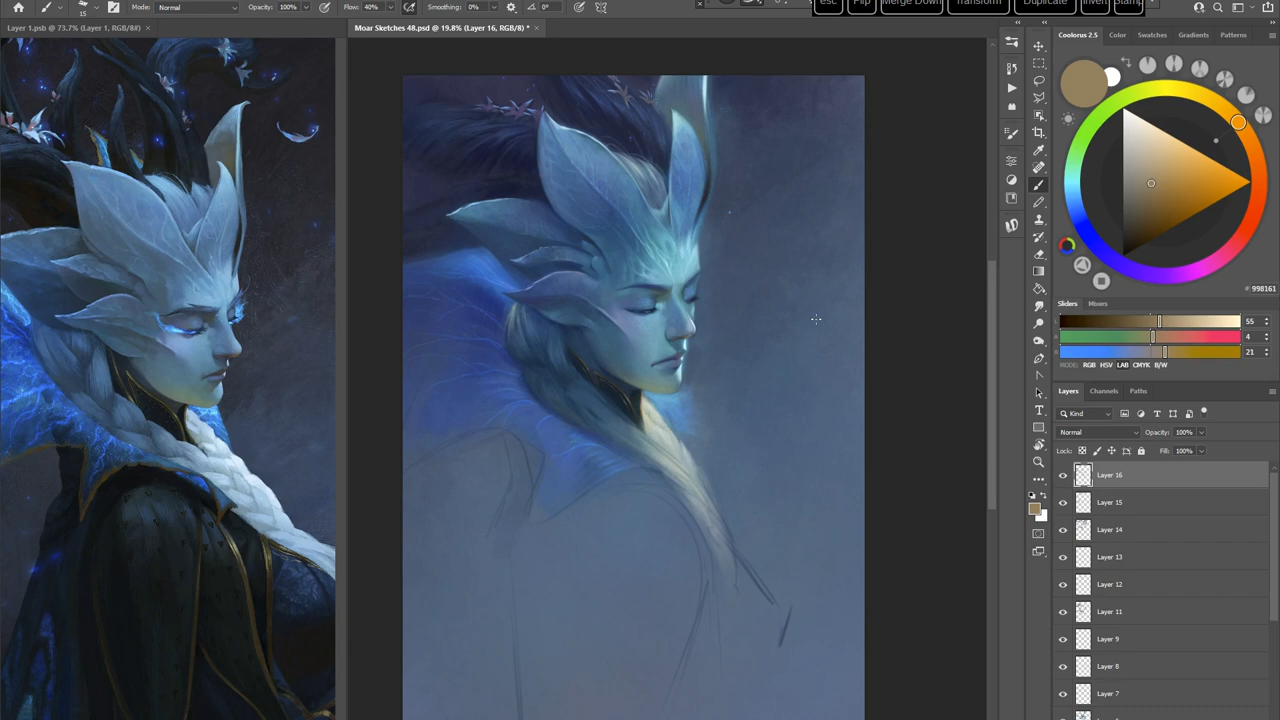 esc Flip Merge Down Transform Duplicate Invert Stamp
15 Mode: Normal Opacity: 100% Flow: 40% Smoothing: 0% 0°
Layer 1.psb @ 73.7% (Layer 1, RGB/8#) × Moar Sketches 48.psd @ 19.8% (Layer 16, RGB/8) * ×
Coolorus 2.5 Color Swatches Gradients Patterns
# 998161
Sliders Mixers
55
4
21
MODE: RGB HSV LAB CMYK B/W
Layers Channels Paths
Kind
Normal Opacity: 100%
Lock: Fill: 100%
Layer 16
Layer 15
Layer 14
Layer 13
Layer 12
Layer 11
Layer 9
Layer 8
Layer 7